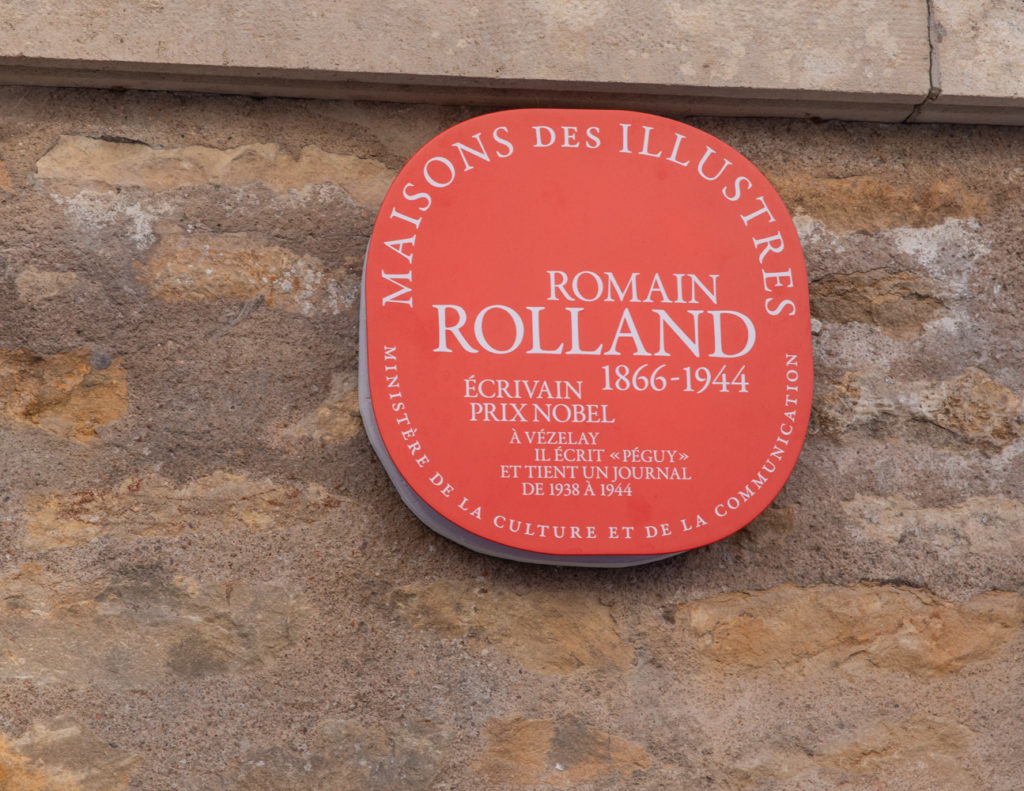 MAISONS DES ILLUSTRES
ROMAIN
ROLLAND
1866-1944
ÉCRIVAIN
PRIX NOBEL
À VÉZELAY
IL ÉCRIT «PÉGUY»
ET TIENT UN JOURNAL
DE 1938 À 1944
MINISTÈRE DE LA CULTURE ET DE LA COMMUNICATION